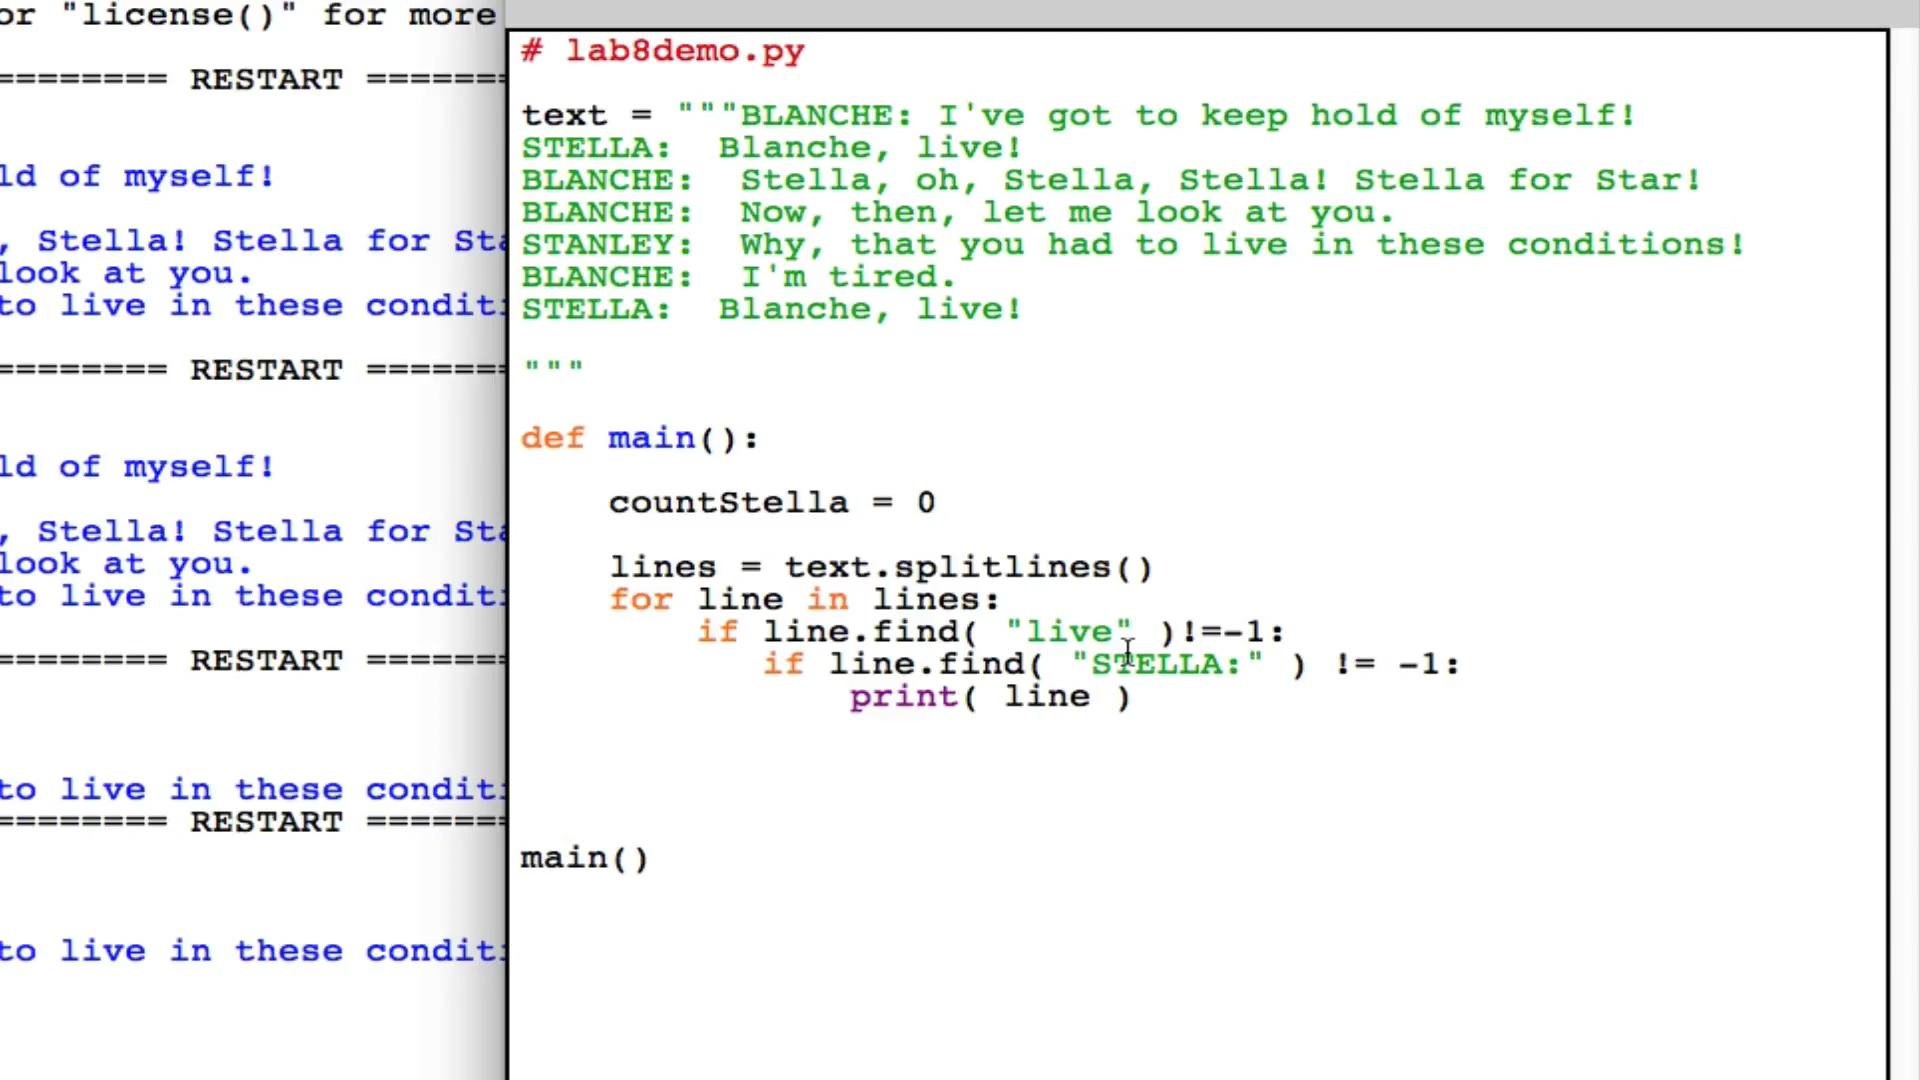 or "license()" for more
======== RESTART =======
ld of myself!
, Stella! Stella for Sta
look at you.
to live in these condit
======== RESTART =======
ld of myself!
, Stella! Stella for Sta
look at you.
to live in these condit
======== RESTART =======
to live in these condit
======== RESTART =======
to live in these condit
# lab8demo.py
text = """BLANCHE: I've got to keep hold of myself!
STELLA:  Blanche, live!
BLANCHE:  Stella, oh, Stella, Stella! Stella for Star!
BLANCHE:  Now, then, let me look at you.
STANLEY:  Why, that you had to live in these conditions!
BLANCHE:  I'm tired.
STELLA:  Blanche, live!
"""
def main():
countStella = 0
lines = text.splitlines()
for line in lines:
if line.find( "live" )!=-1:
if line.find( "STELLA:" ) != -1:
print( line )
main()